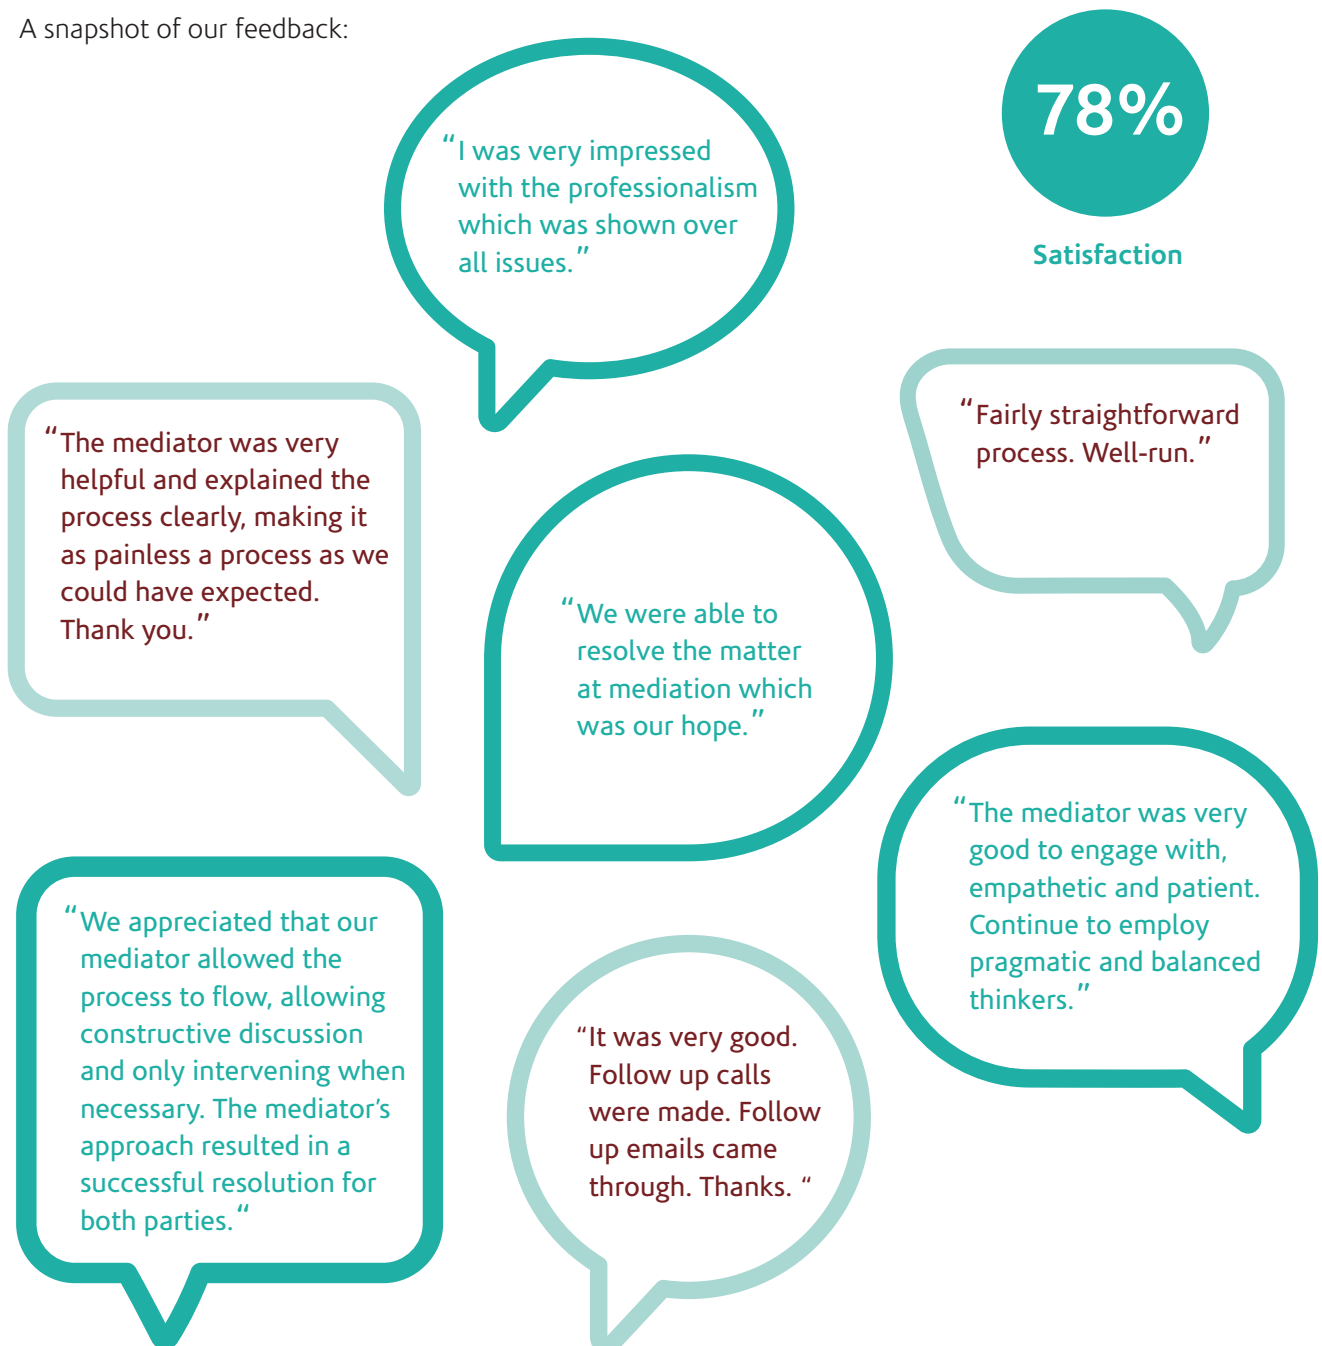 A snapshot of our feedback:
78%
Satisfaction
“I was very impressed
with the professionalism
which was shown over
all issues.”
“Fairly straightforward
process. Well-run.”
“The mediator was very
helpful and explained the
process clearly, making it
as painless a process as we
could have expected.
Thank you.”
“We were able to
resolve the matter
at mediation which
was our hope.”
“The mediator was very
good to engage with,
empathetic and patient.
Continue to employ
pragmatic and balanced
thinkers.”
“We appreciated that our
mediator allowed the
process to flow, allowing
constructive discussion
and only intervening when
necessary. The mediator’s
approach resulted in a
successful resolution for
both parties.“
“It was very good.
Follow up calls
were made. Follow
up emails came
through. Thanks. “